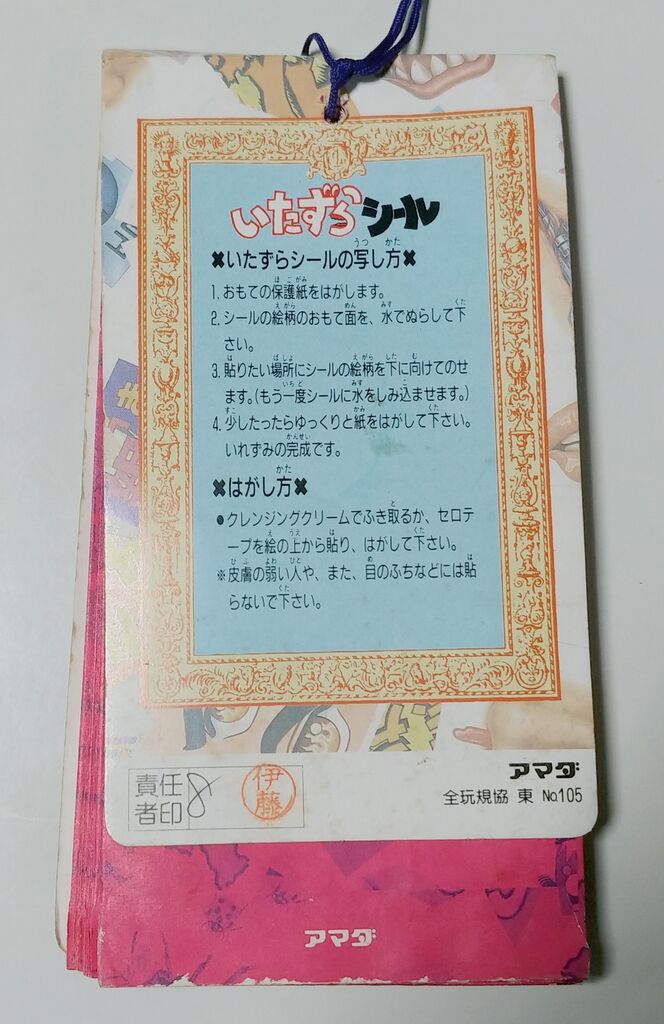 いたずらシール
✖いたずらシールの写し方✖
1. おもての保護紙をはがします。
2. シールの絵柄のおもて面を、水でぬらして下
さい。
3. 貼りたい場所にシールの絵柄を下に向けてのせ
ます。(もう一度シールに水をしみ込ませます。)
4. 少したったらゆっくりと紙をはがして下さい。
いれずみの完成です。
✖はがし方✖
●クレンジングクリームでふき取るか、セロテ
ープを絵の上から貼り、はがして下さい。
※皮膚の弱い人や、また、目のふちなどには貼
らないで下さい。
アマダ
全玩規協 東 No.105
責任
者印
伊藤
アマダ